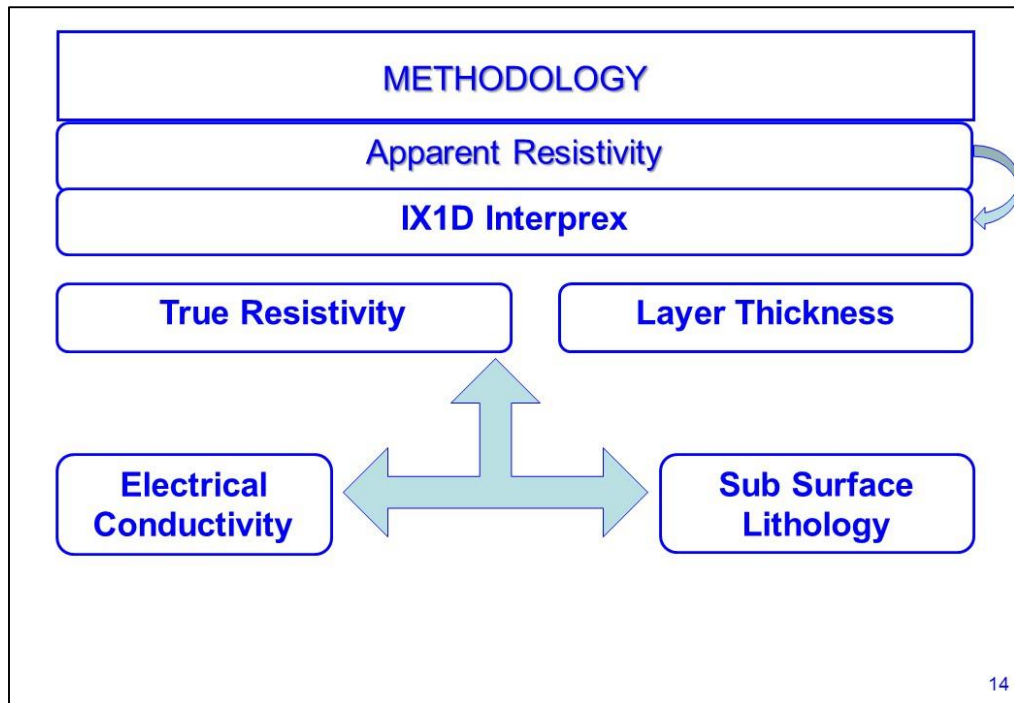 METHODOLOGY
Apparent Resistivity
IX1D Interprex
True Resistivity
Layer Thickness
Electrical
Conductivity
Sub Surface
Lithology
14